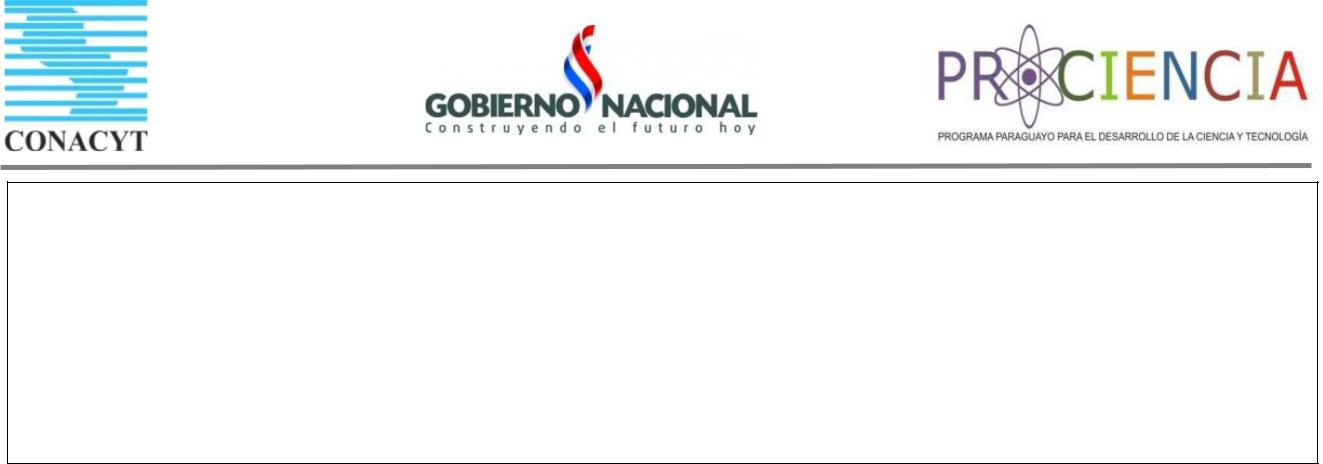 CONACYT
GOBIERNO NACIONAL
Construyendo el futuro hoy
PROCIENCIA
PROGRAMA PARAGUAYO PARA EL DESARROLLO DE LA CIENCIA Y TECNOLOGÍA